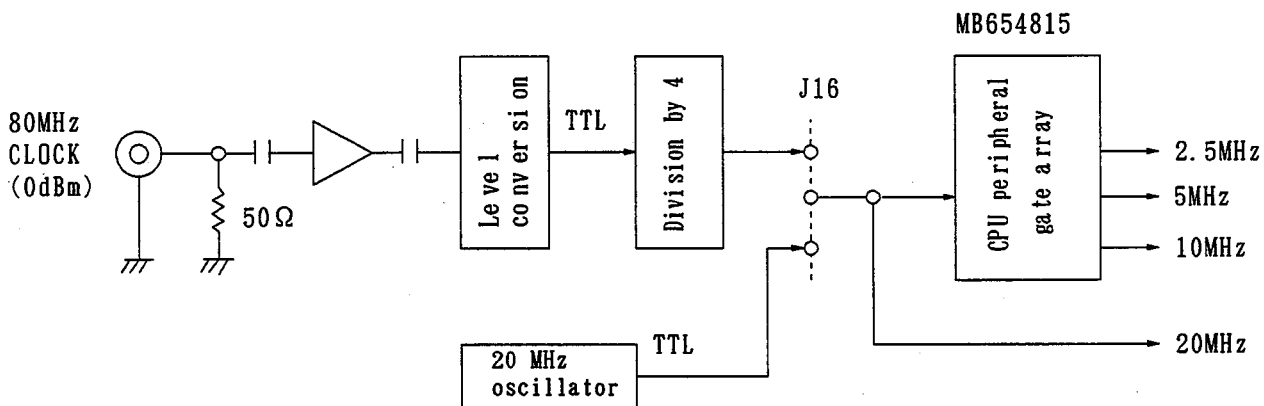 MB654815
80MHz
CLOCK
(0dBm)
50Ω
Level
conversion
TTL
Division by 4
J16
CPU peripheral
gate array
2.5MHz
5MHz
10MHz
20MHz
20 MHz
oscillator
TTL